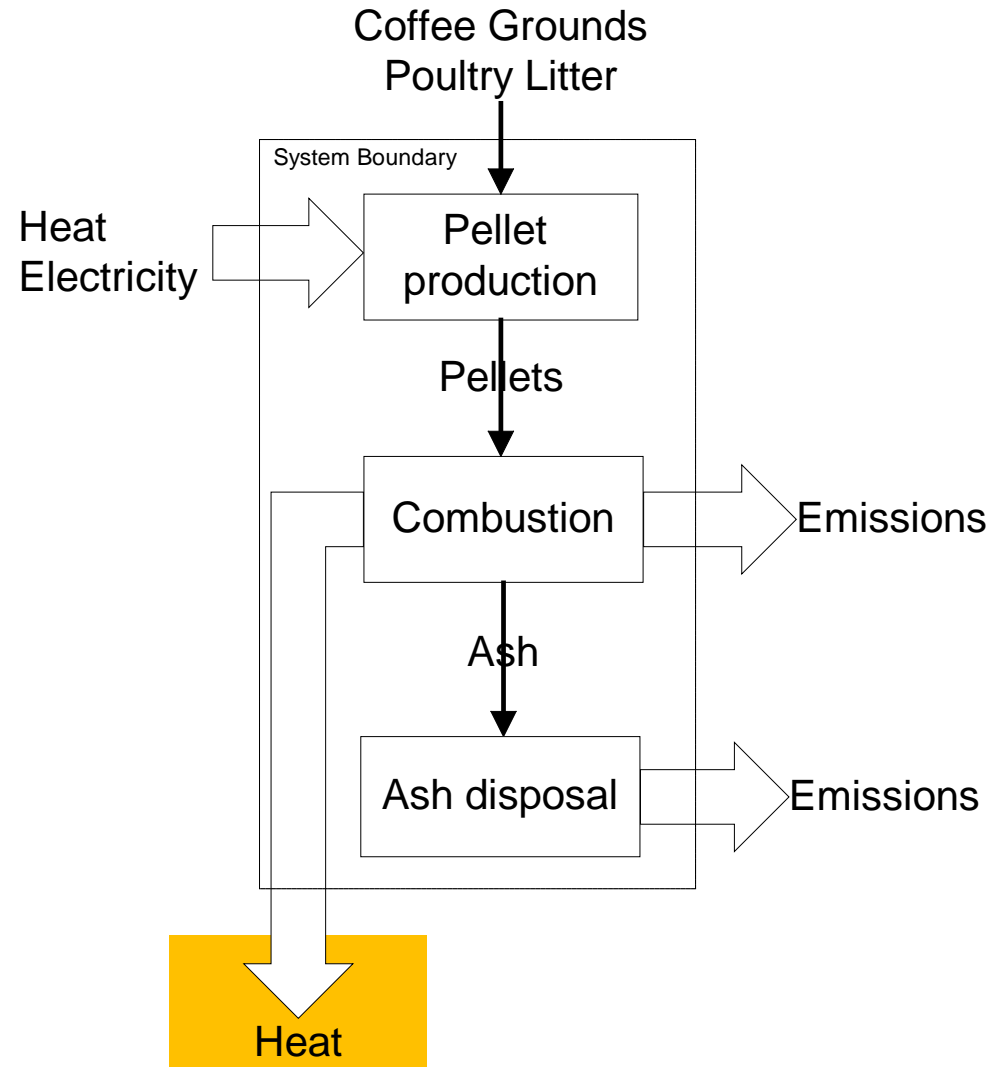 Coffee Grounds
Poultry Litter
System Boundary
Heat
Electricity
Pellet
production
Pellets
Combustion
Emissions
Ash
Ash disposal
Emissions
Heat